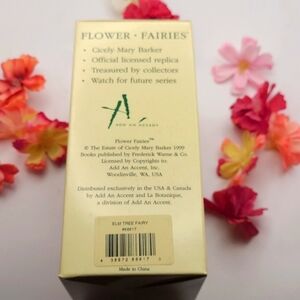 FLOWER · FAIRIES
• Cicely Mary Barker
• Official licensed replica
• Treasured by collectors
• Watch for future series
ADD AN ACCENT
Flower Fairies™
© The Estate of Cicely Mary Barker 1999
Books published by Frederick Warne & Co.
Licensed by Copyrights to:
Add An Accent, Inc.
Woodinville, WA, USA
Distributed exclusively in the USA & Canada
by Add An Accent and La Botanique,
a division of Add An Accent.
ELM TREE FAIRY
#86817
Made in China